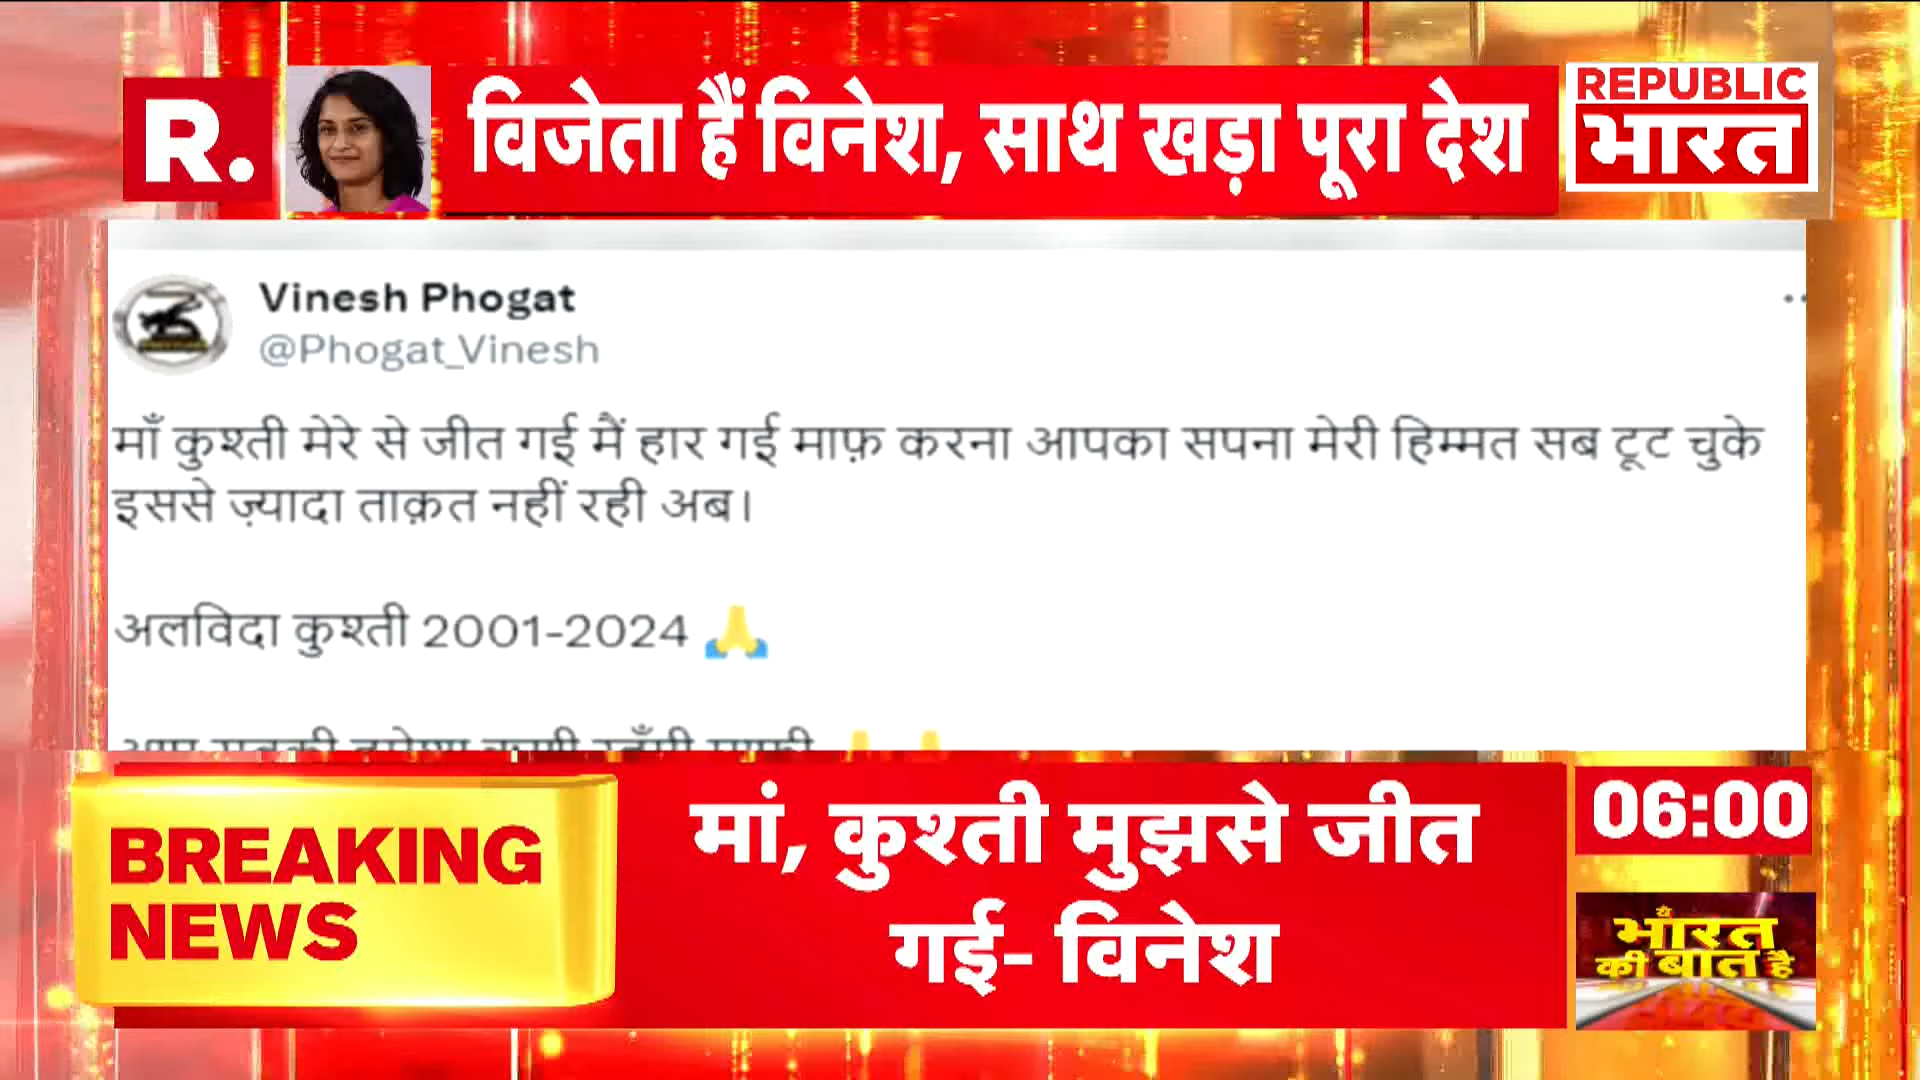 R.
विजेता हैं विनेश, साथ खड़ा पूरा देश
REPUBLIC
भारत
Vinesh Phogat
@Phogat_Vinesh
माँ कुश्ती मेरे से जीत गई मैं हार गई माफ़ करना आपका सपना मेरी हिम्मत सब टूट चुके
इससे ज़्यादा ताक़त नहीं रही अब।
अलविदा कुश्ती 2001-2024 🙏
BREAKING
NEWS
मां, कुश्ती मुझसे जीत
गई- विनेश
06:00
ये
भारत
की बात है